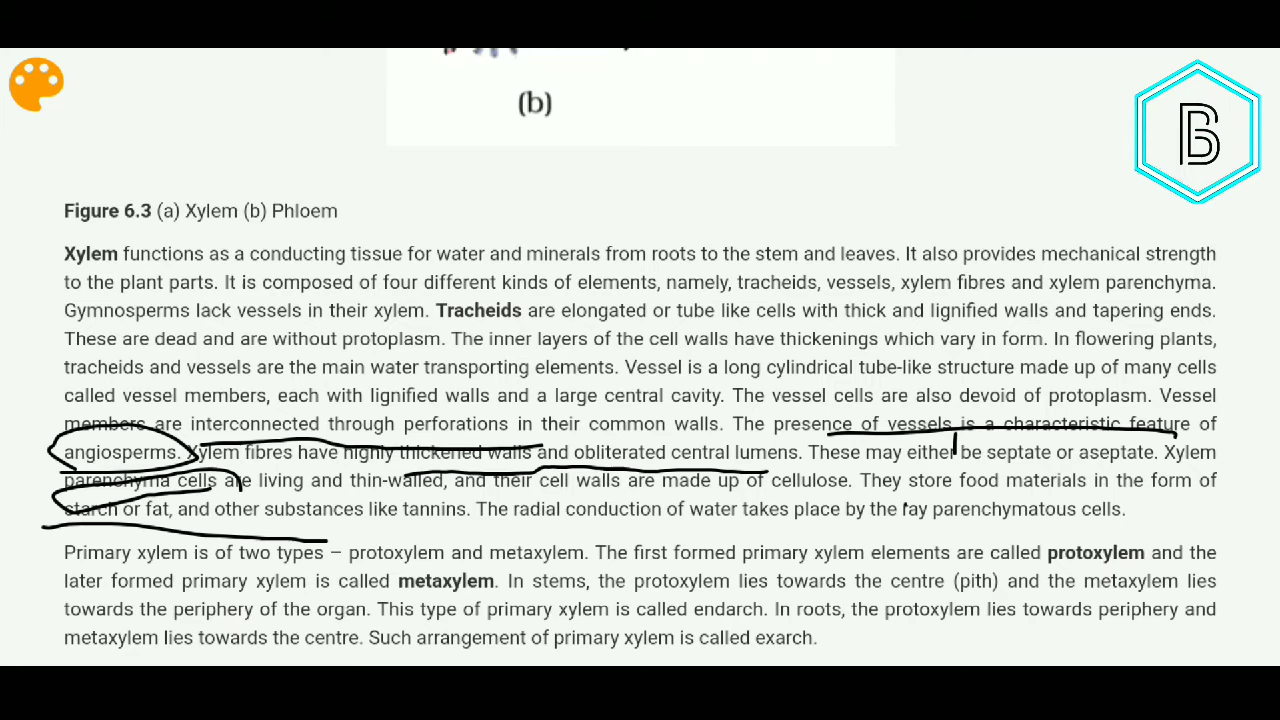 (b)
B
Figure 6.3 (a) Xylem (b) Phloem
Xylem functions as a conducting tissue for water and minerals from roots to the stem and leaves. It also provides mechanical strength
to the plant parts. It is composed of four different kinds of elements, namely, tracheids, vessels, xylem fibres and xylem parenchyma.
Gymnosperms lack vessels in their xylem. Tracheids are elongated or tube like cells with thick and lignified walls and tapering ends.
These are dead and are without protoplasm. The inner layers of the cell walls have thickenings which vary in form. In flowering plants,
tracheids and vessels are the main water transporting elements. Vessel is a long cylindrical tube-like structure made up of many cells
called vessel members, each with lignified walls and a large central cavity. The vessel cells are also devoid of protoplasm. Vessel
members are interconnected through perforations in their common walls. The presence of vessels is a characteristic feature of
angiosperms. Xylem fibres have highly thickened walls and obliterated central lumens. These may either be septate or aseptate. Xylem
parenchyma cells are living and thin-walled, and their cell walls are made up of cellulose. They store food materials in the form of
starch or fat, and other substances like tannins. The radial conduction of water takes place by the ray parenchymatous cells.
Primary xylem is of two types – protoxylem and metaxylem. The first formed primary xylem elements are called protoxylem and the
later formed primary xylem is called metaxylem. In stems, the protoxylem lies towards the centre (pith) and the metaxylem lies
towards the periphery of the organ. This type of primary xylem is called endarch. In roots, the protoxylem lies towards periphery and
metaxylem lies towards the centre. Such arrangement of primary xylem is called exarch.